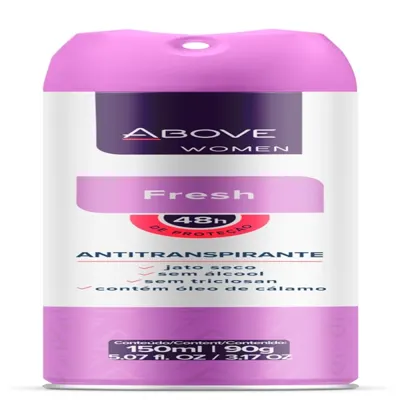 ABOVE
WOMEN
Fresh
48h
DE PROTEÇÃO
ANTITRANSPIRANTE
jato seco
sem álcool
sem triclosan
contém óleo de cálamo
Conteúdo/Content/Contenido:
150ml | 90g
5.07 fl. OZ / 3.17 OZ